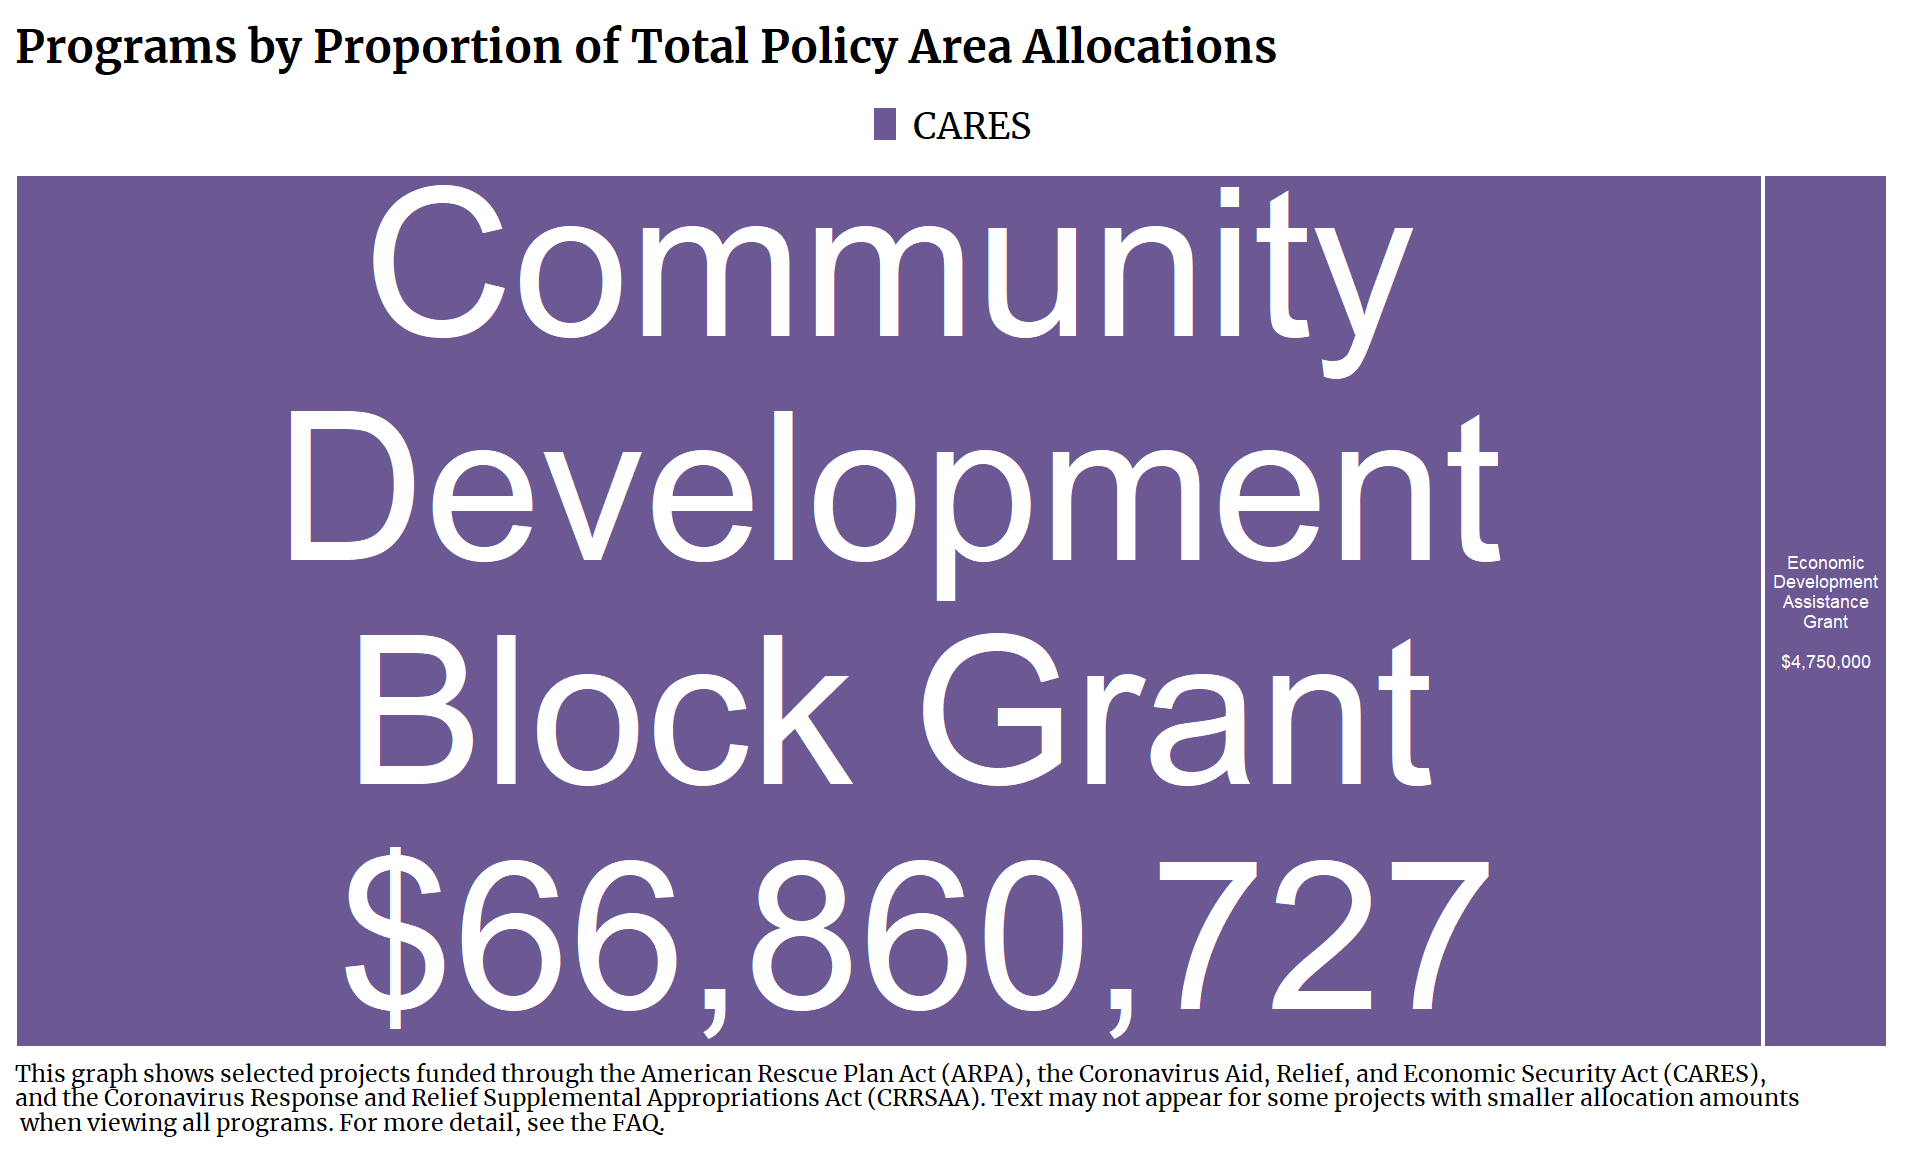 Programs by Proportion of Total Policy Area Allocations
CARES
Community
Development
Block Grant
$66,860,727
Economic
Development
Assistance
Grant
$4,750,000
This graph shows selected projects funded through the American Rescue Plan Act (ARPA), the Coronavirus Aid, Relief, and Economic Security Act (CARES),
and the Coronavirus Response and Relief Supplemental Appropriations Act (CRRSAA). Text may not appear for some projects with smaller allocation amounts
when viewing all programs. For more detail, see the FAQ.